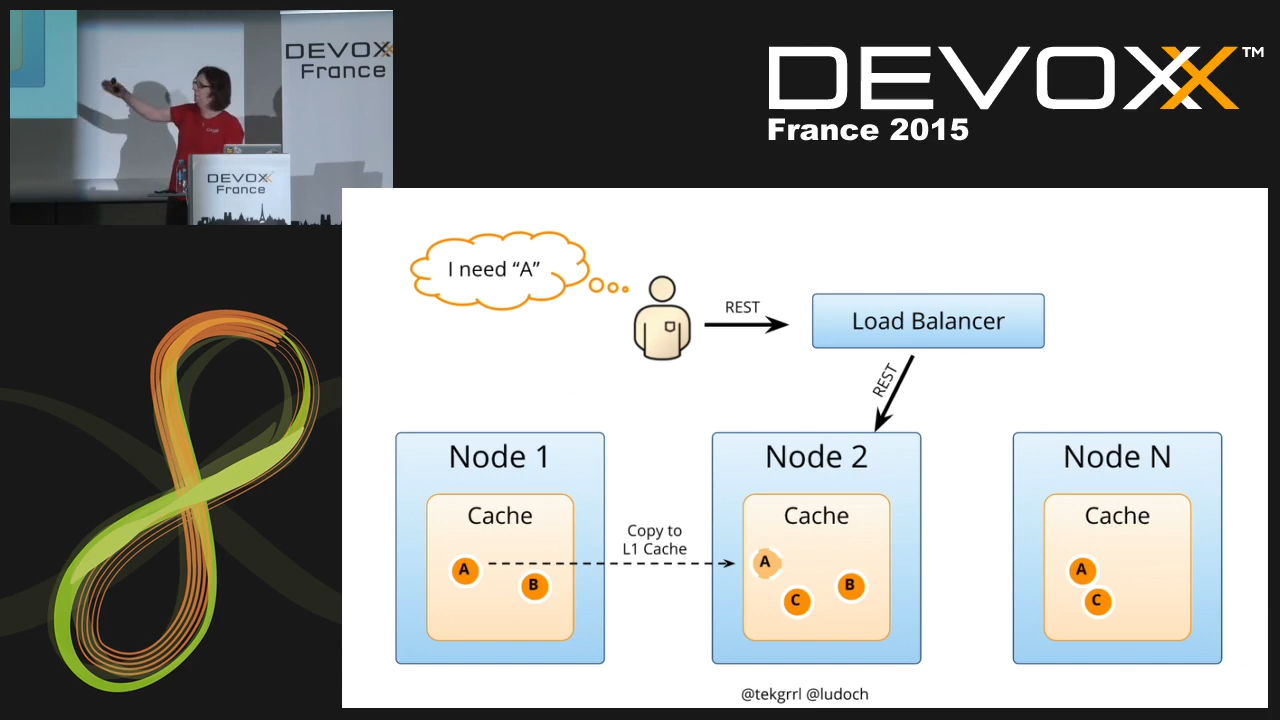 DEVOXX
France
DEVOXX
France
DEVOXX™
France 2015
I need “A”
REST
Load Balancer
REST
Node 1
Node 2
Node N
Cache
Cache
Cache
Copy to
L1 Cache
A
B
A
C
B
A
C
@tekgrrl @ludoch